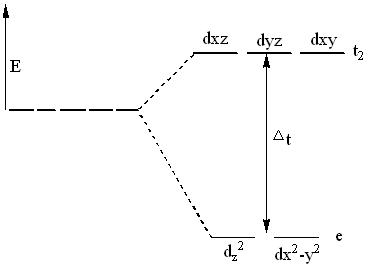 dxz dyz dxy t₂
E
Δt
dz² dx²-y² e